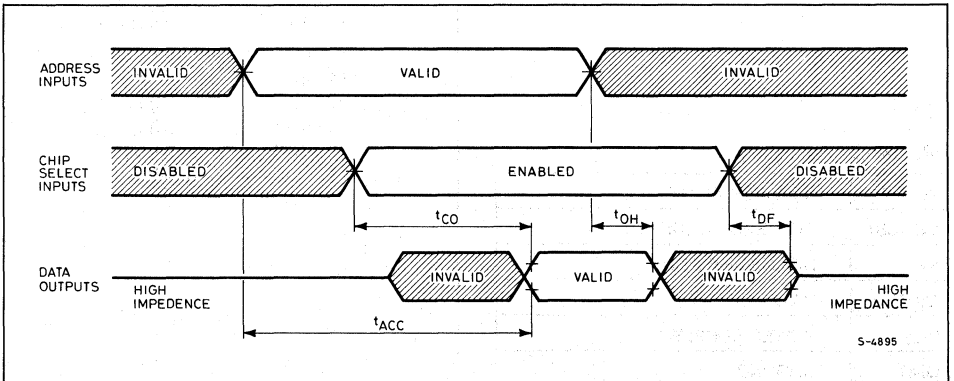 ADDRESS
INPUTS
INVALID
VALID
INVALID
CHIP
SELECT
INPUTS
DISABLED
ENABLED
DISABLED
tCO
tOH
tDF
DATA
OUTPUTS
HIGH
IMPEDENCE
INVALID
VALID
INVALID
HIGH
IMPEDANCE
tACC
S-4895